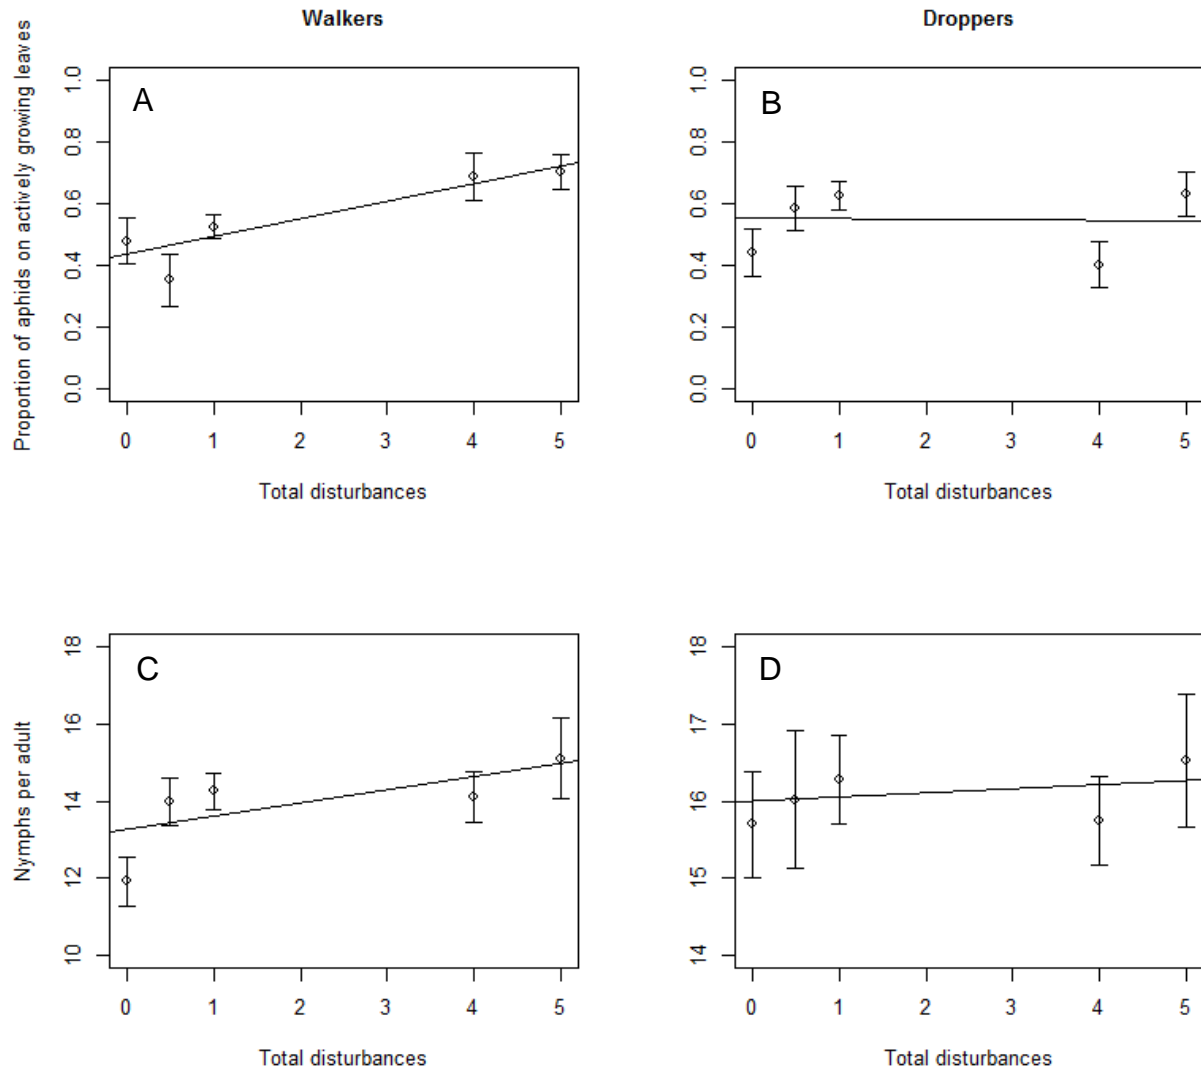 Walkers
Droppers
Proportion of aphids on actively growing leaves
A
1.0
0.8
0.6
0.4
0.2
0.0
0 1 2 3 4 5
Total disturbances
B
1.0
0.8
0.6
0.4
0.2
0.0
0 1 2 3 4 5
Total disturbances
Nymphs per adult
C
18
16
14
12
10
0 1 2 3 4 5
Total disturbances
D
18
17
16
15
14
0 1 2 3 4 5
Total disturbances